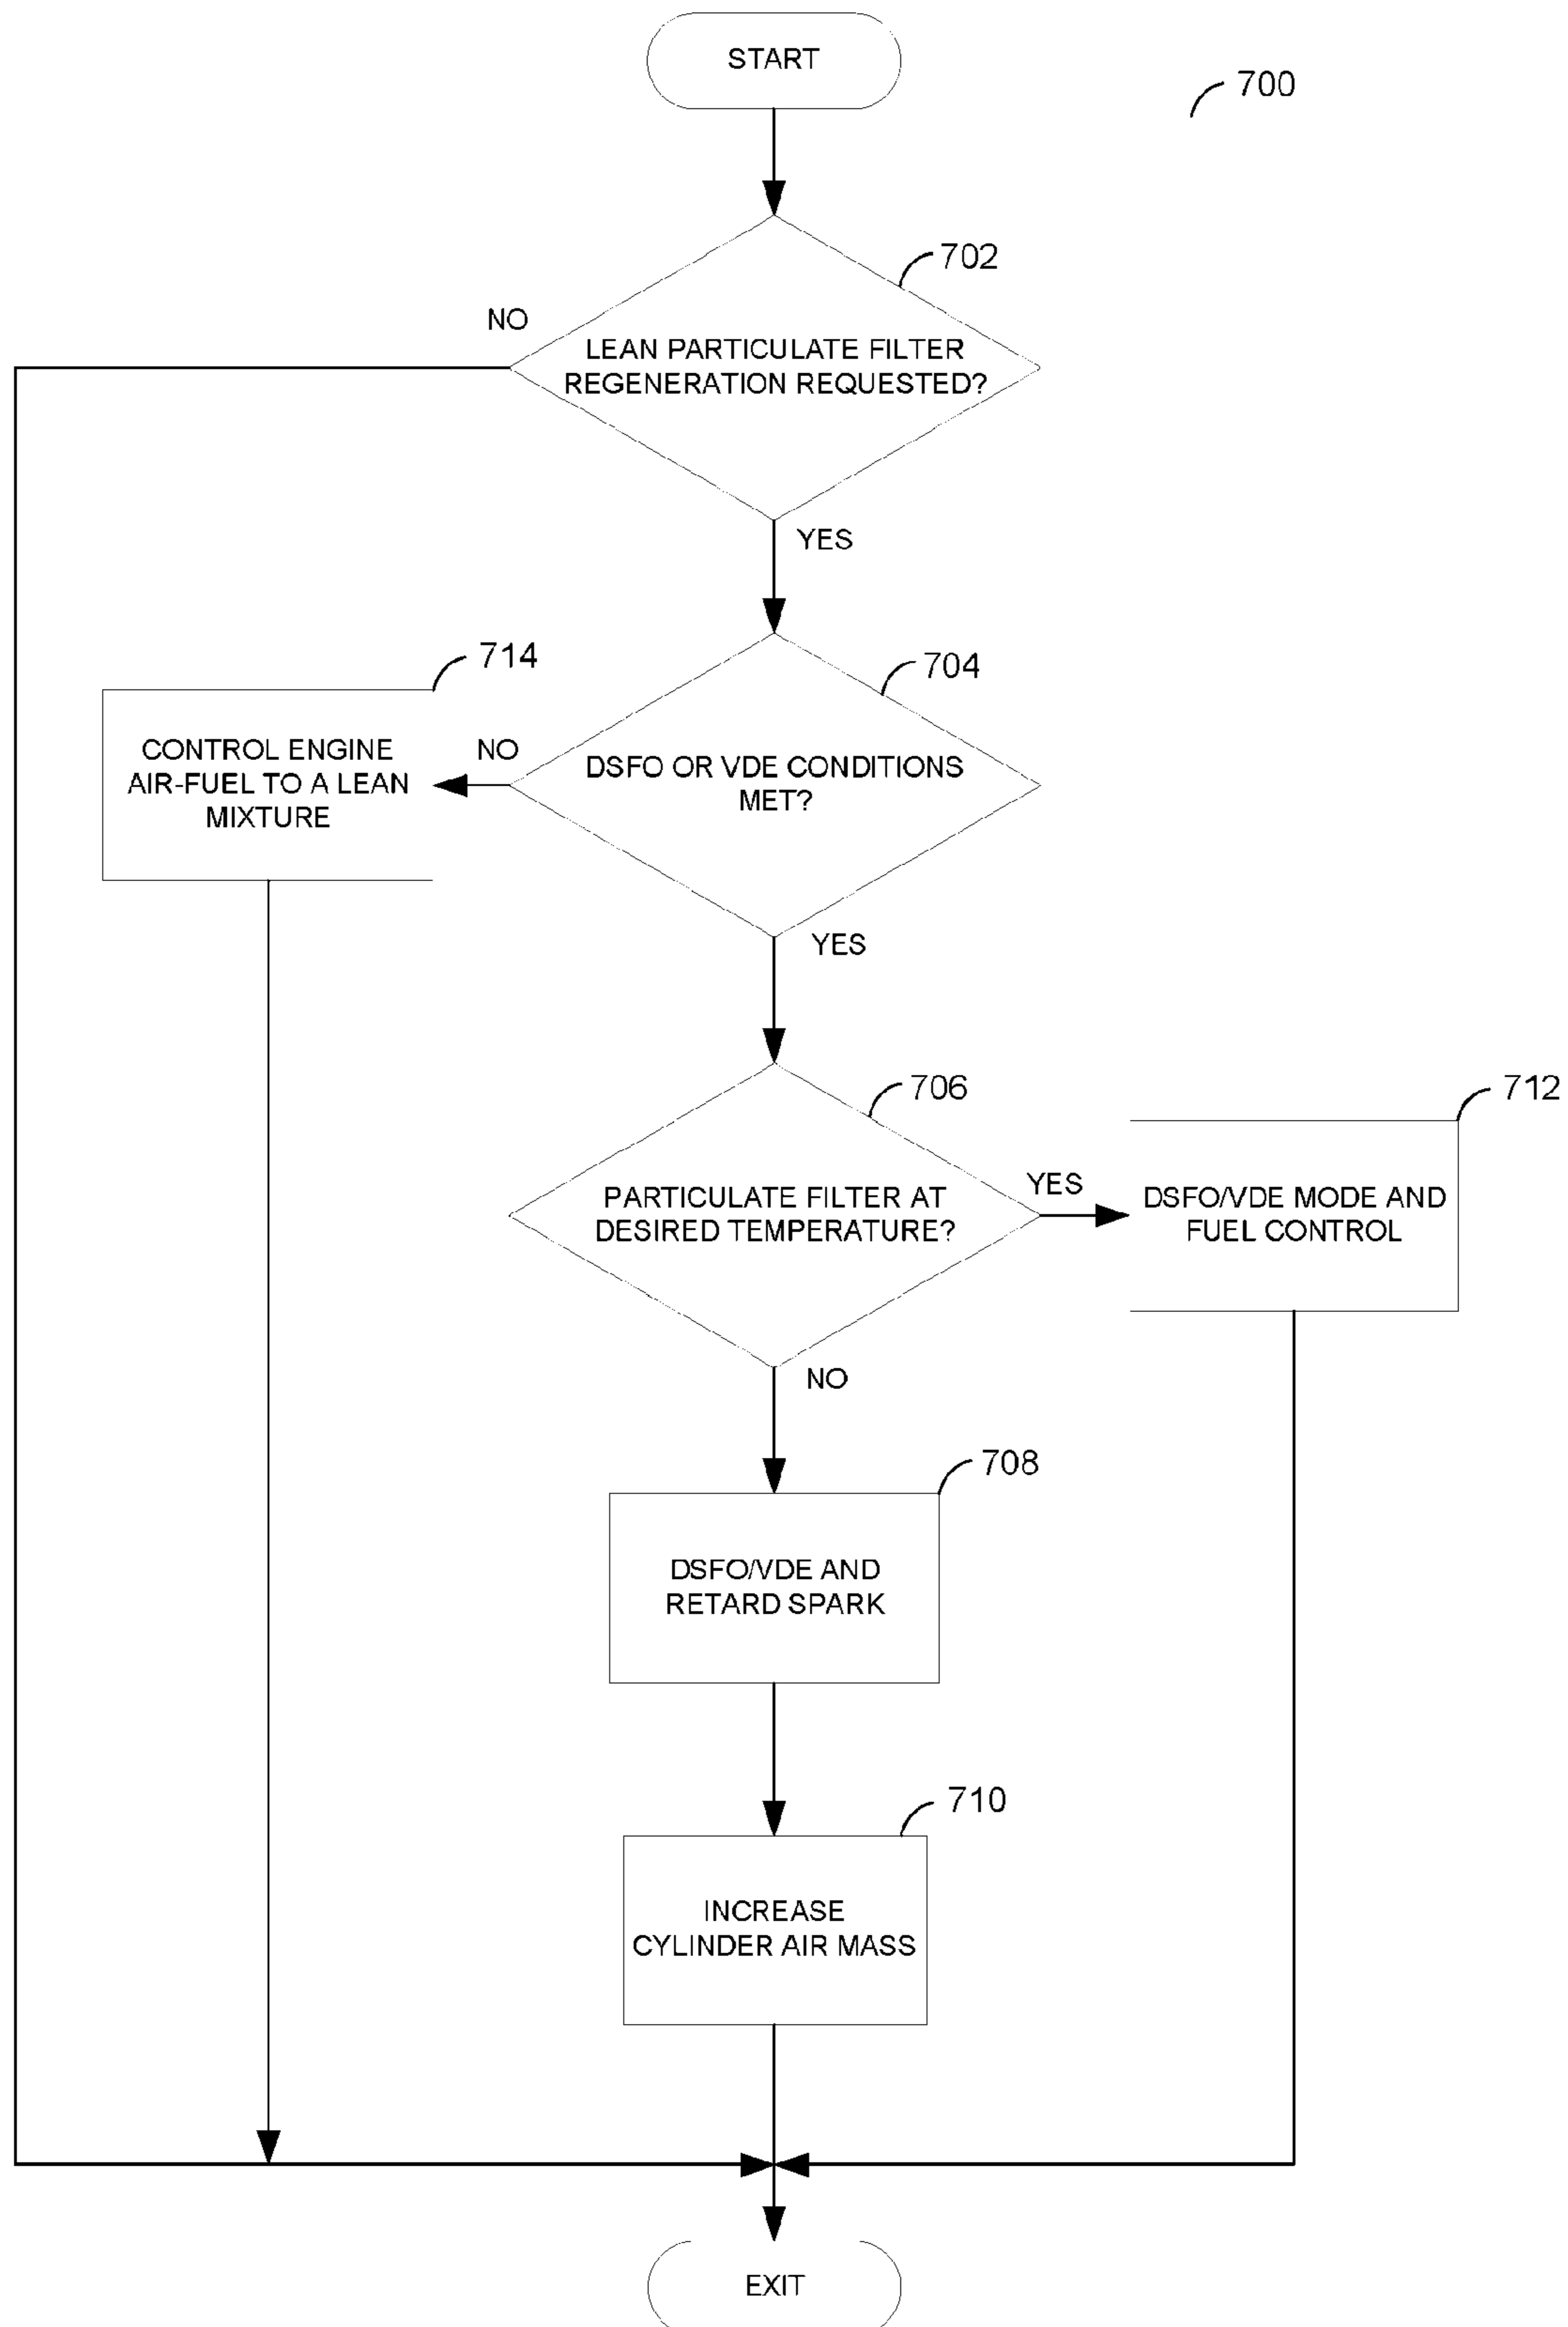 START
700
702
NO
LEAN PARTICULATE FILTER
REGENERATION REQUESTED?
YES
714
704
CONTROL ENGINE
AIR-FUEL TO A LEAN
MIXTURE
NO
DSFO OR VDE CONDITIONS
MET?
YES
706
712
PARTICULATE FILTER AT
DESIRED TEMPERATURE?
YES
DSFO/VDE MODE AND
FUEL CONTROL
NO
708
DSFO/VDE AND
RETARD SPARK
710
INCREASE
CYLINDER AIR MASS
EXIT